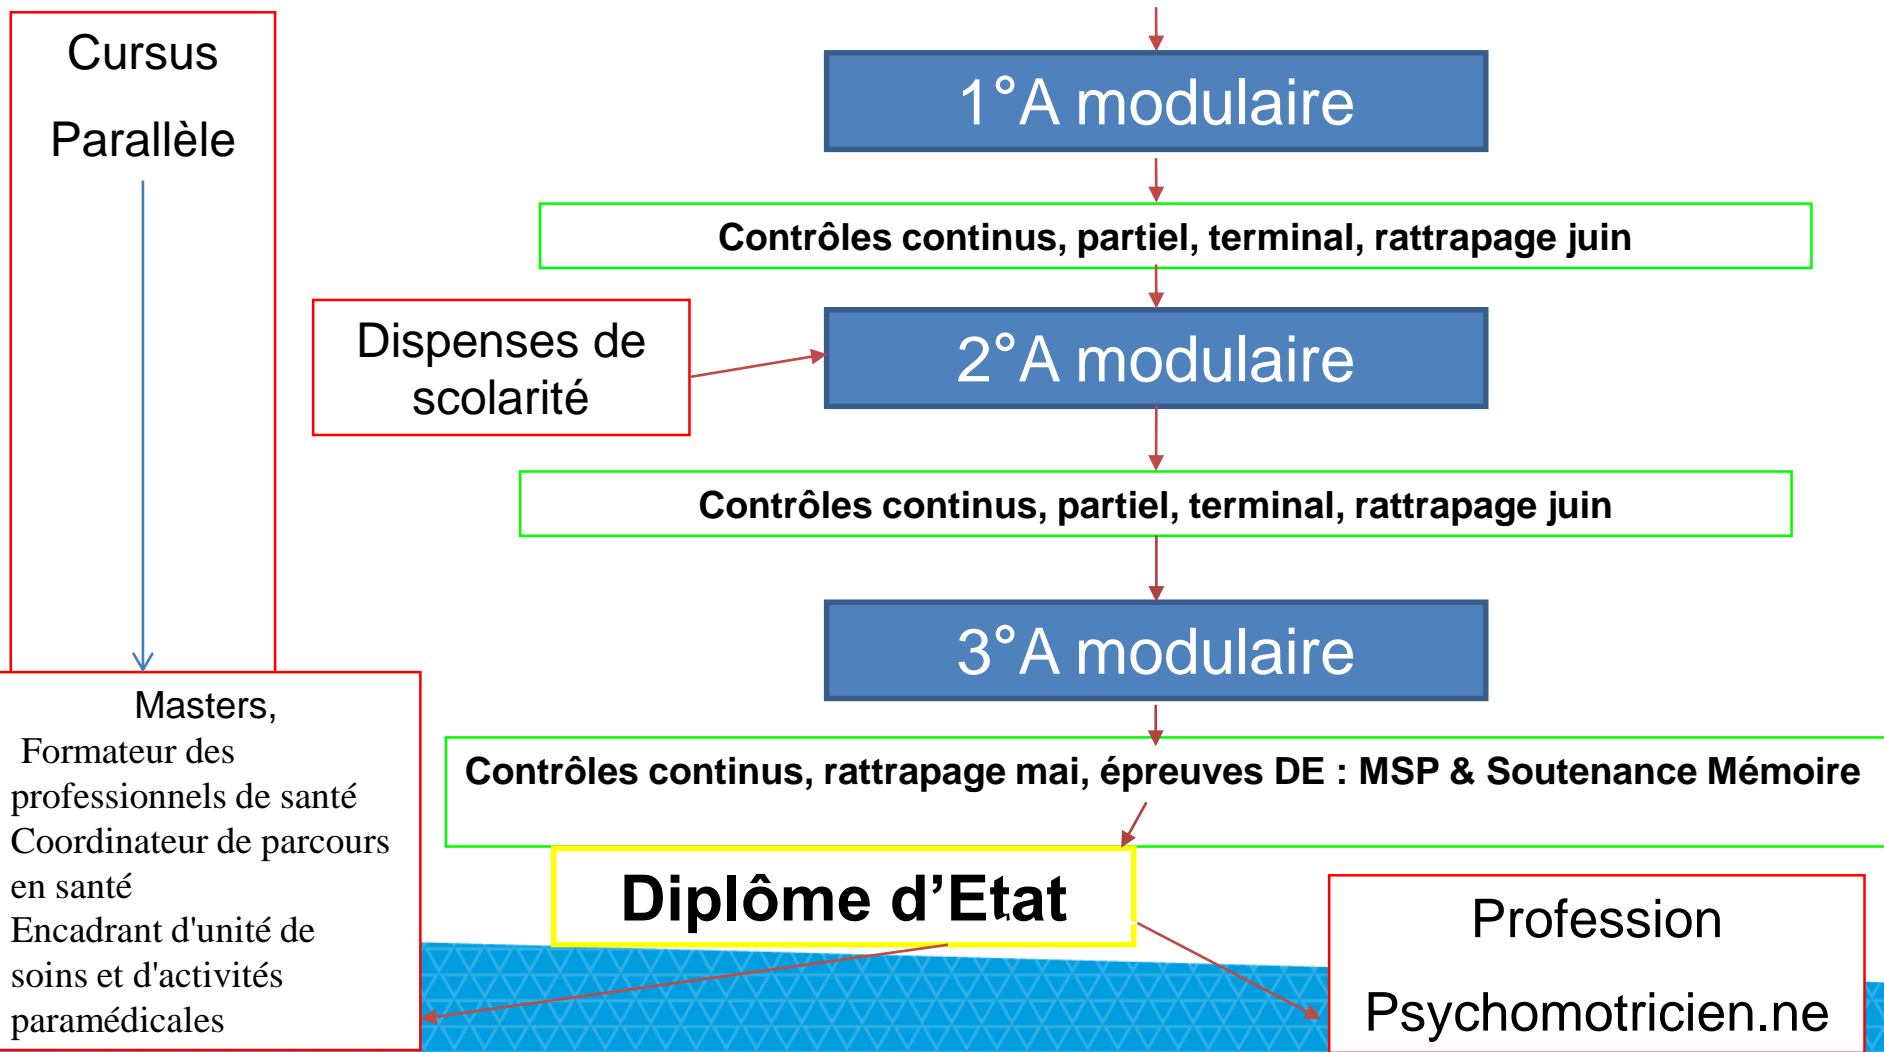 Cursus
Parallèle
1°A modulaire
Contrôles continus, partiel, terminal, rattrapage juin
Dispenses de
scolarité
2°A modulaire
Contrôles continus, partiel, terminal, rattrapage juin
3°A modulaire
Masters,
Formateur des
professionnels de santé
Coordinateur de parcours
en santé
Encadrant d'unité de
soins et d'activités
paramédicales
Contrôles continus, rattrapage mai, épreuves DE : MSP & Soutenance Mémoire
Diplôme d’Etat
Profession
Psychomotricien.ne